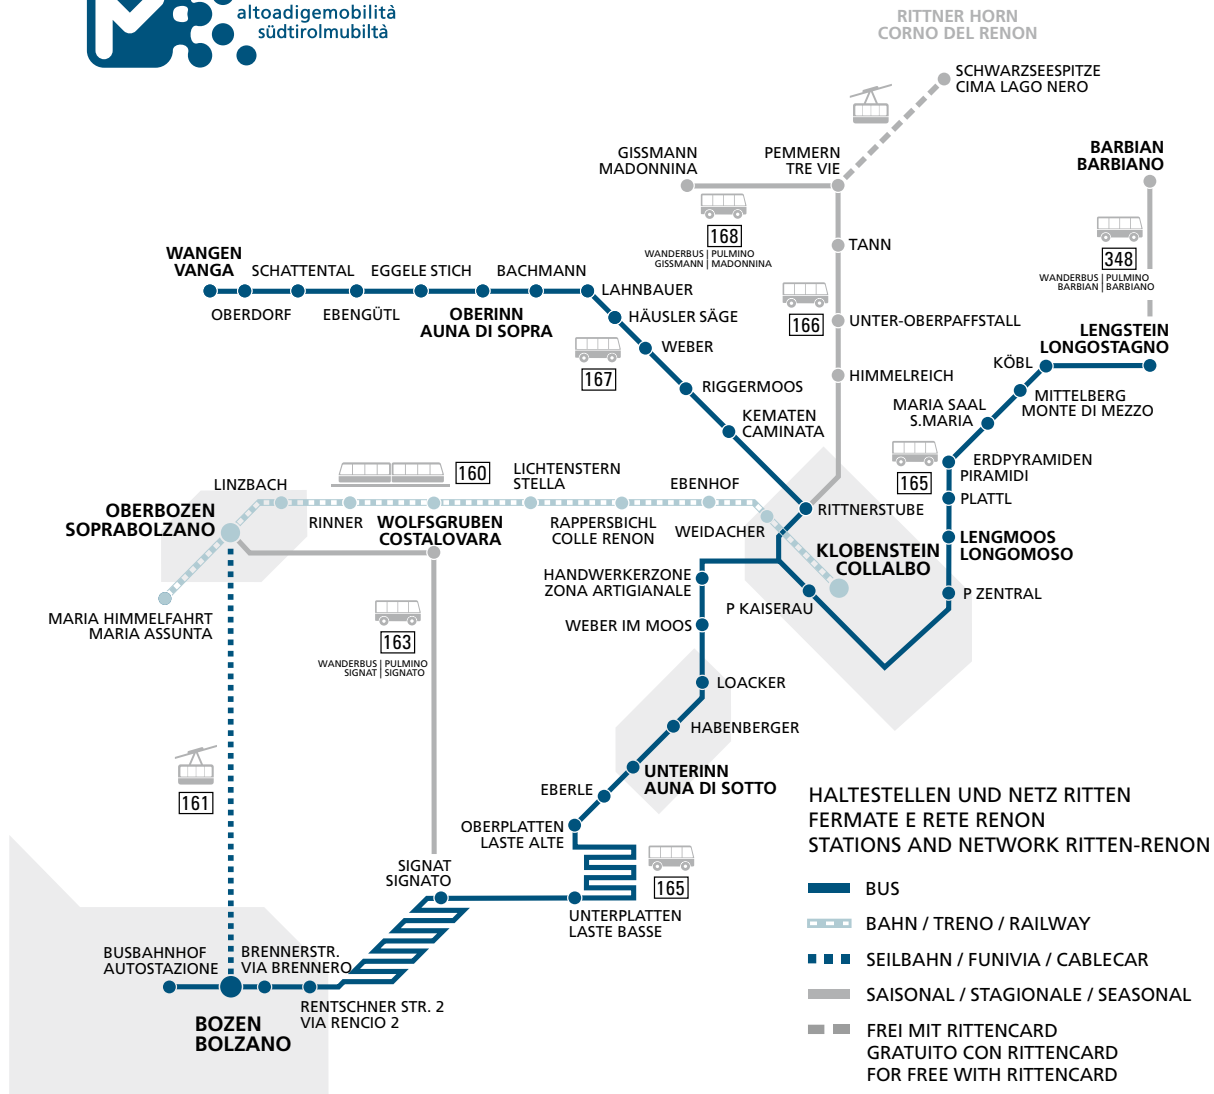 altoadigemobilità
südtirolmubiltà
RITTNER HORN
CORNO DEL RENON
SCHWARZSEESPITZE
CIMA LAGO NERO
GISSMANN
MADONNINA
PEMMERN
TRE VIE
BARBIAN
BARBIANO
168
WANDERBUS | PULMINO
GISSMANN | MADONNINA
TANN
348
WANDERBUS | PULMINO
BARBIAN | BARBIANO
WANGEN
VANGA
SCHATTENTAL
EGGELE STICH
BACHMANN
LAHNBAUER
OBERDORF
EBENGÜTL
OBERINN
AUNA DI SOPRA
HÄUSLER SÄGE
166
UNTER-OBERPAFFSTALL
LENGSTEIN
LONGOSTAGNO
WEBER
167
KÖBL
RIGGERMOOS
HIMMELREICH
MITTELBERG
MONTE DI MEZZO
MARIA SAAL
S.MARIA
KEMATEN
CAMINATA
165
ERDPYRAMIDEN
PIRAMIDI
LINZBACH
160
LICHTENSTERN
STELLA
EBENHOF
PLATTL
OBERBOZEN
SOPRABOLZANO
RINNER
WOLFSGRUBEN
COSTALOVARA
RAPPERSBICHL
COLLE RENON
WEIDACHER
RITTNERSTUBE
LENGMOOS
LONGOMOSO
KLOBENSTEIN
COLLALBO
HANDWERKERZONE
ZONA ARTIGIANALE
P KAISERAU
P ZENTRAL
MARIA HIMMELFAHRT
MARIA ASSUNTA
WEBER IM MOOS
163
WANDERBUS | PULMINO
SIGNAT | SIGNATO
LOACKER
HABENBERGER
UNTERINN
AUNA DI SOTTO
EBERLE
161
OBERPLATTEN
LASTE ALTE
HALTESTELLEN UND NETZ RITTEN
FERMATE E RETE RENON
STATIONS AND NETWORK RITTEN-RENON
SIGNAT
SIGNATO
165
UNTERPLATTEN
LASTE BASSE
BUS
BAHN / TRENO / RAILWAY
SEILBAHN / FUNIVIA / CABLECAR
SAISONAL / STAGIONALE / SEASONAL
FREI MIT RITTENCARD
GRATUITO CON RITTENCARD
FOR FREE WITH RITTENCARD
BUSBAHNHOF
AUTOSTAZIONE
BRENNERSTR.
VIA BRENNERO
RENTSCHNER STR. 2
VIA RENCIO 2
BOZEN
BOLZANO